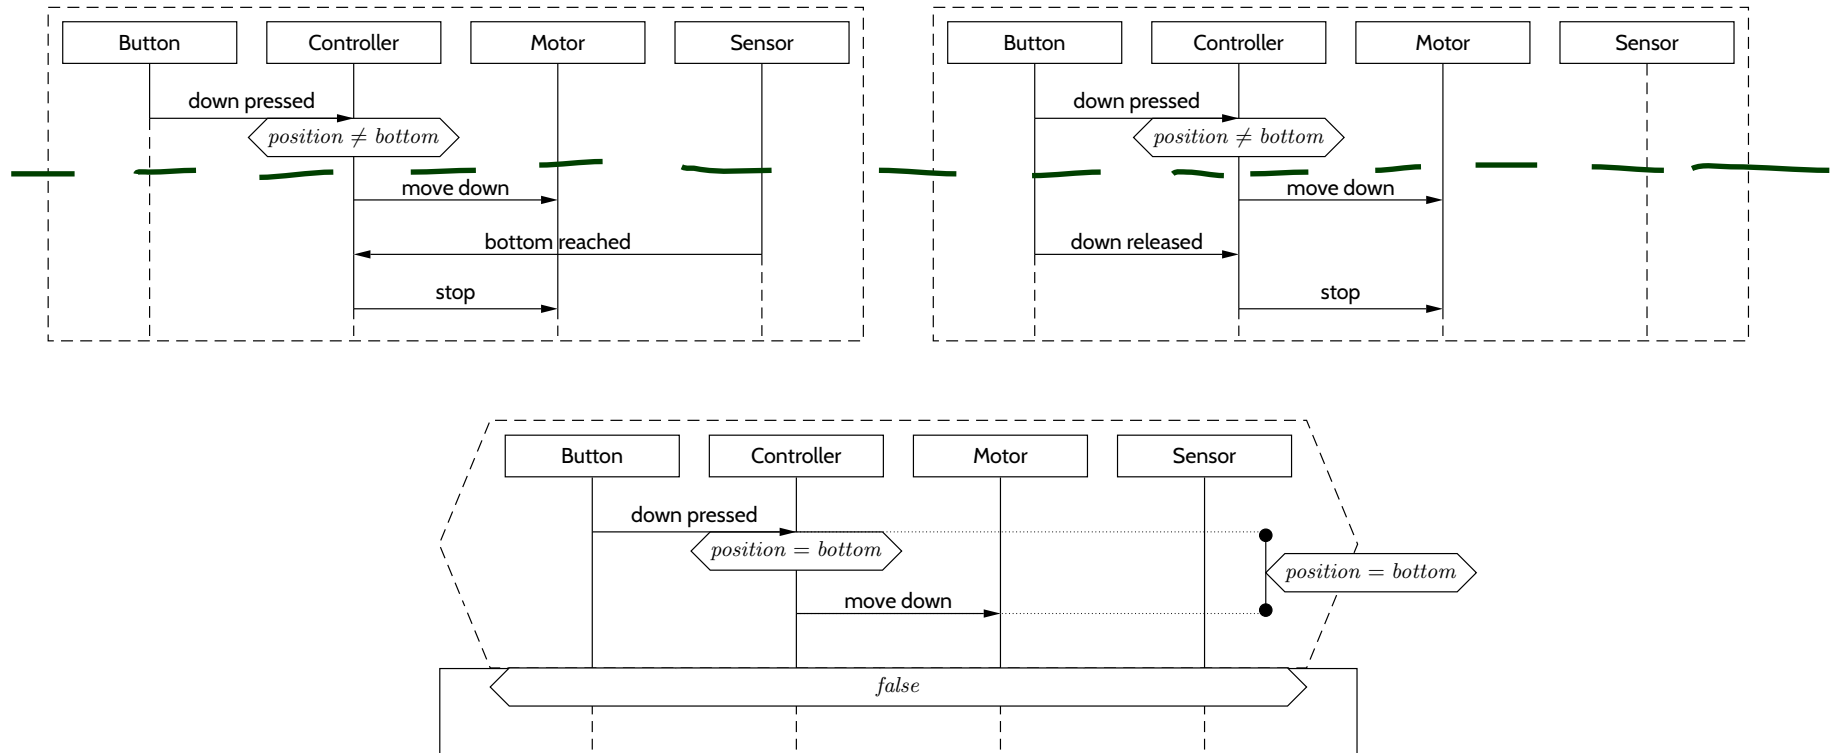 Button Controller Motor Sensor
down pressed
position ≠ bottom
move down
bottom reached
stop
Button Controller Motor Sensor
down pressed
position ≠ bottom
move down
down released
stop
Button Controller Motor Sensor
down pressed
position = bottom
position = bottom
move down
false